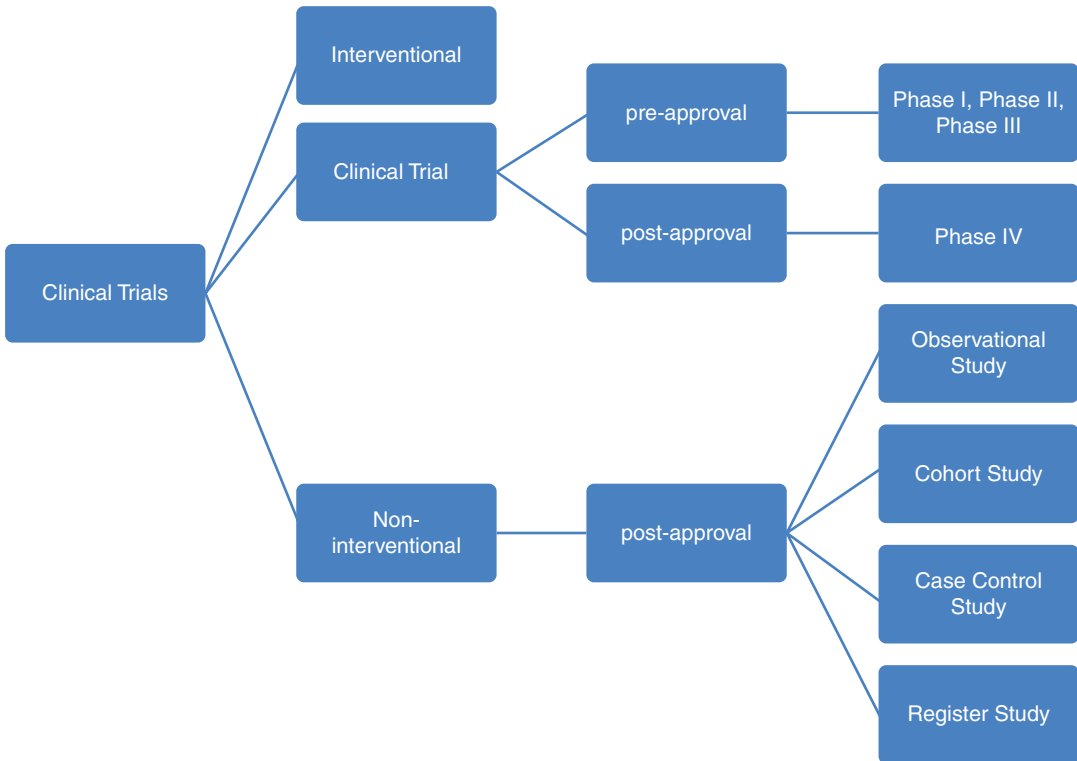 Interventional
pre-approval
Phase I, Phase II,
Phase III
Clinical Trial
post-approval
Phase IV
Clinical Trials
Observational
Study
Cohort Study
Non-
interventional
post-approval
Case Control
Study
Register Study